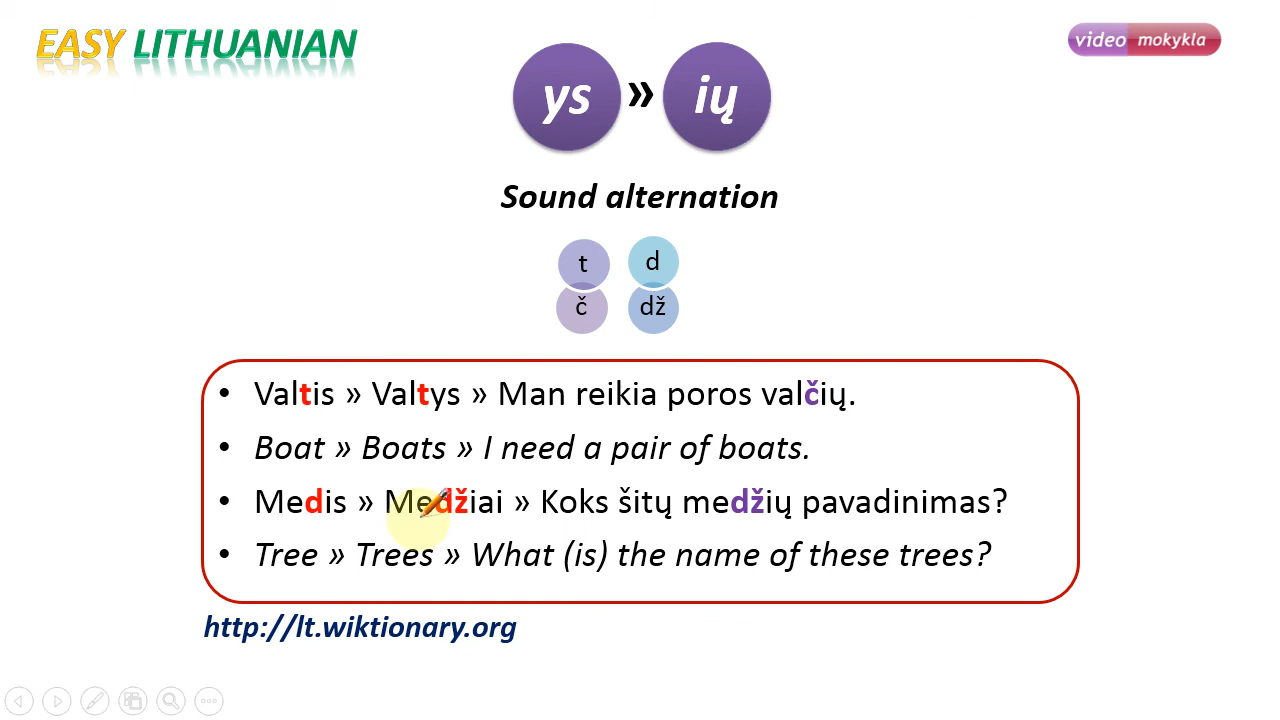 EASY LITHUANIAN
video mokykla
ys » ių
Sound alternation
t d
č dž
• Valtis » Valtys » Man reikia poros valčių.
• Boat » Boats » I need a pair of boats.
• Medis » Medžiai » Koks šitų medžių pavadinimas?
• Tree » Trees » What (is) the name of these trees?
http://lt.wiktionary.org